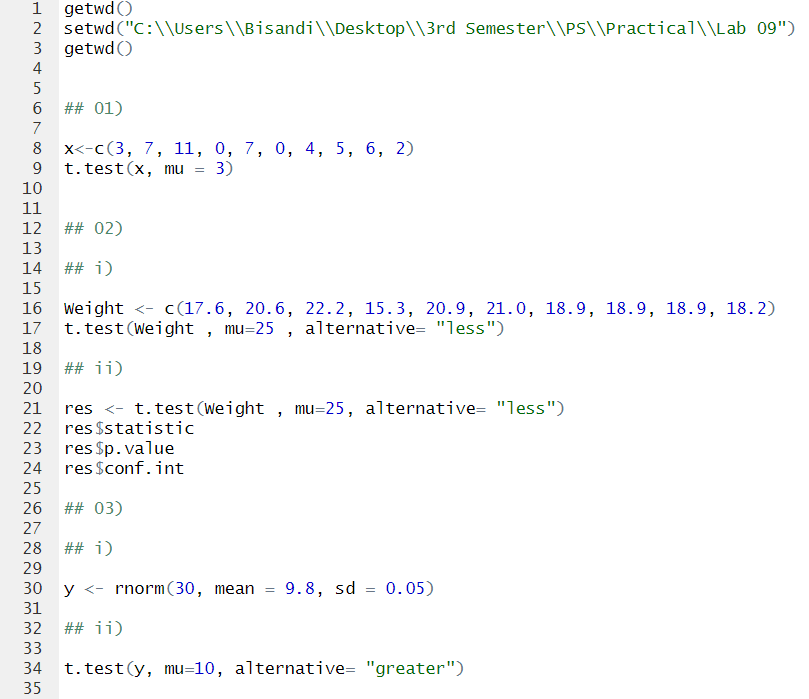 1 getwd()
2 setwd("C:\\Users\\Bisandi\\Desktop\\3rd Semester\\PS\\Practical\\Lab 09")
3 getwd()
4
5
6 ## 01)
7
8 x<-c(3, 7, 11, 0, 7, 0, 4, 5, 6, 2)
9 t.test(x, mu = 3)
10
11
12 ## 02)
13
14 ## i)
15
16 Weight <- c(17.6, 20.6, 22.2, 15.3, 20.9, 21.0, 18.9, 18.9, 18.9, 18.2)
17 t.test(Weight , mu=25 , alternative= "less")
18
19 ## ii)
20
21 res <- t.test(Weight , mu=25, alternative= "less")
22 res$statistic
23 res$p.value
24 res$conf.int
25
26 ## 03)
27
28 ## i)
29
30 y <- rnorm(30, mean = 9.8, sd = 0.05)
31
32 ## ii)
33
34 t.test(y, mu=10, alternative= "greater")
35